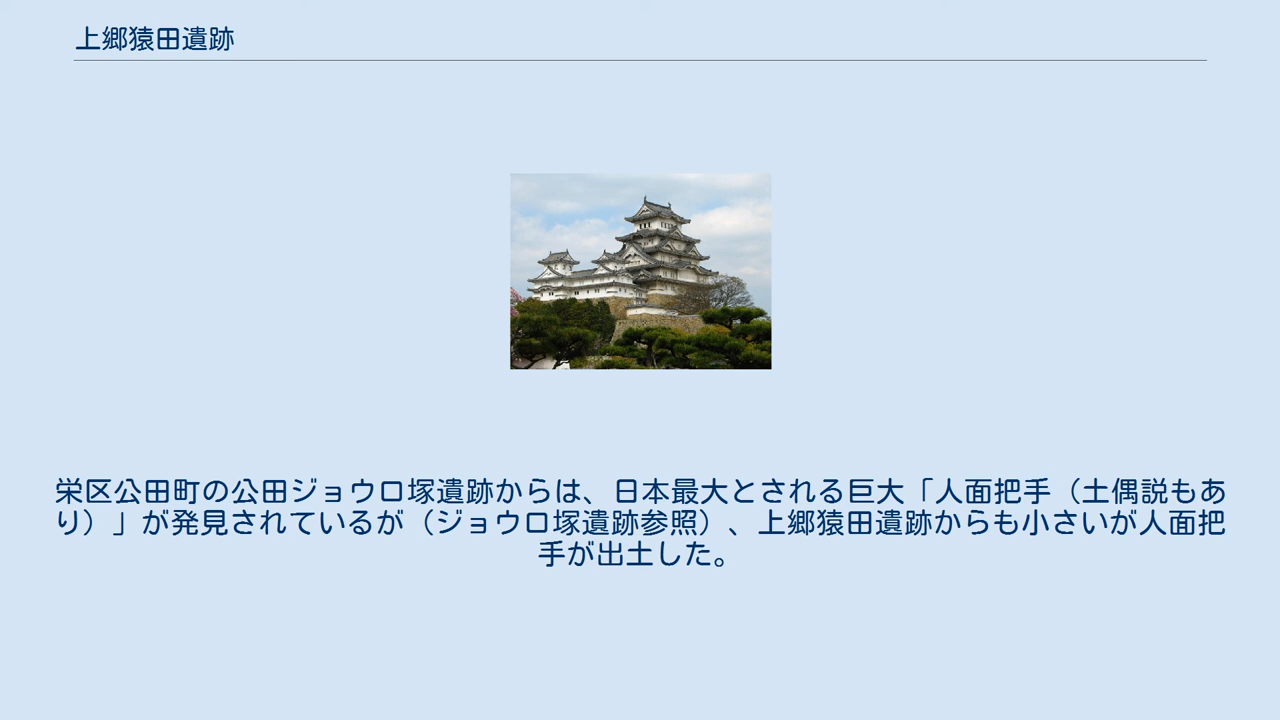 上郷猿田遺跡
栄区公田町の公田ジョウロ塚遺跡からは、日本最大とされる巨大「人面把手（土偶説もあ
り）」が発見されているが（ジョウロ塚遺跡参照）、上郷猿田遺跡からも小さいが人面把
手が出土した。